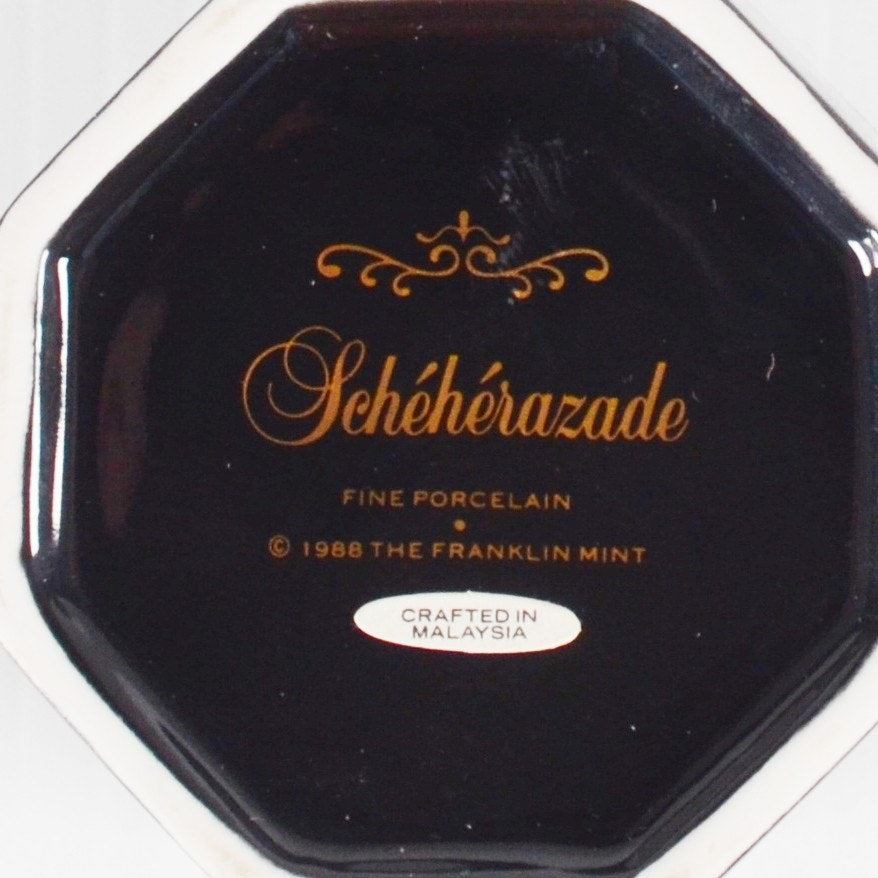 Schéhérazade
FINE PORCELAIN
•
© 1988 THE FRANKLIN MINT
CRAFTED IN
MALAYSIA